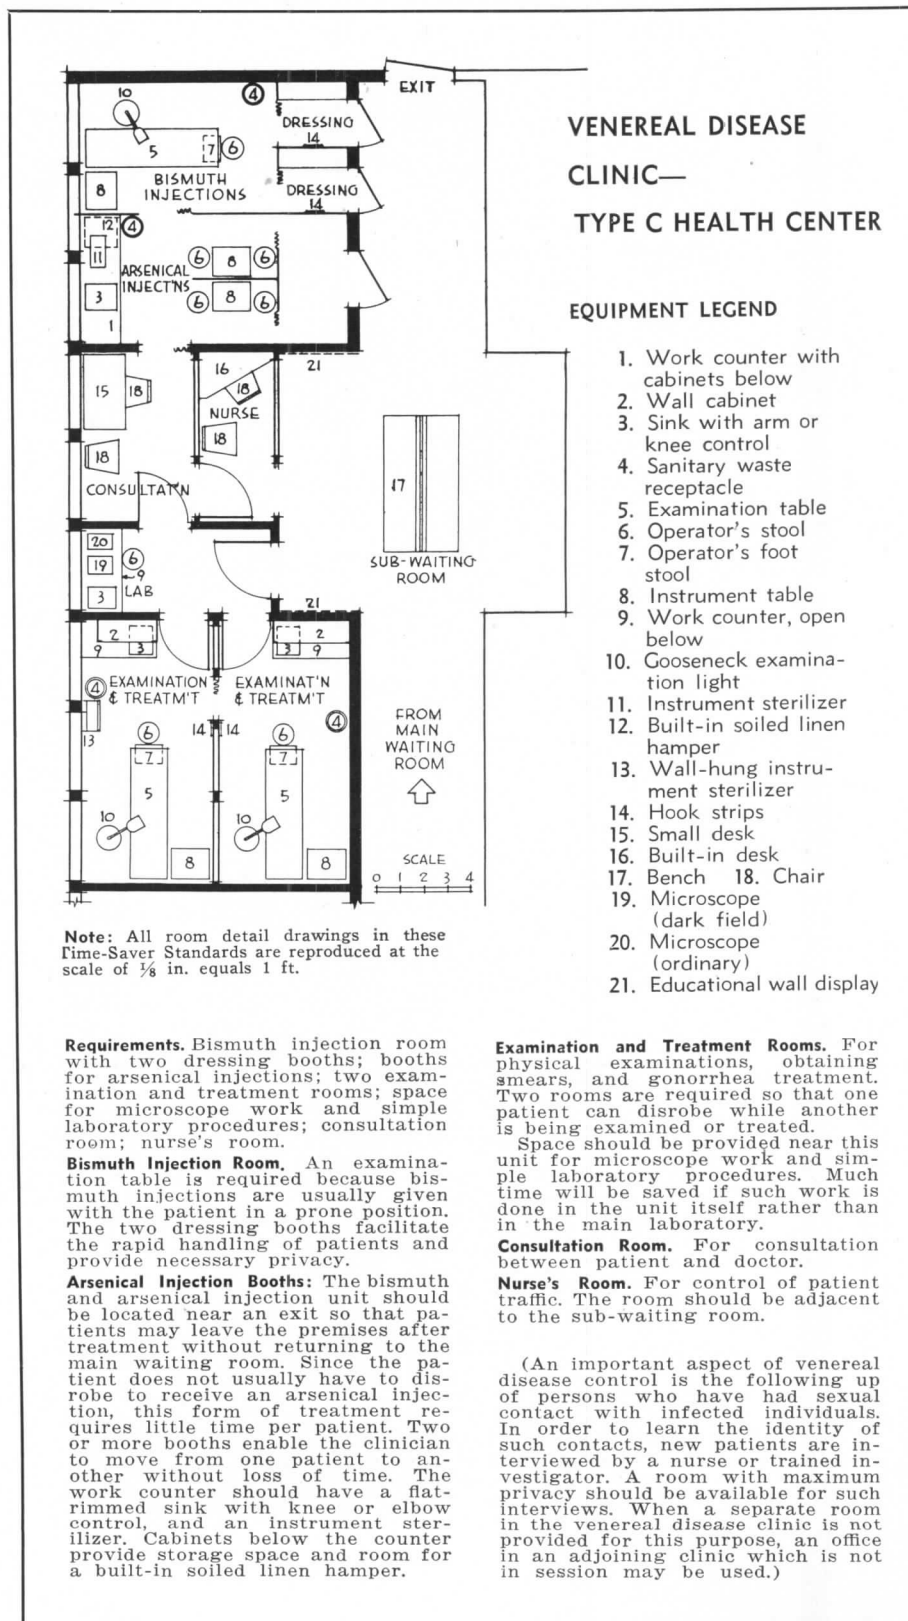 EXIT
10
4
DRESSING
14
5
7
6
8
BISMUTH
INJECTIONS
DRESSING
14
12
4
11
ARSENICAL
INJECT'NS
6
8
6
3
6
8
6
1
16
21
15
18
18
NURSE
18
18
17
CONSULTAT'N
20
6
19
9
LAB
3
SUB-WAITING
ROOM
21
2
9
3
2
3
9
4
EXAMINATION
& TREATM'T
EXAMINAT'N
& TREATM'T
4
13
6
14
14
6
7
7
5
5
10
10
8
8
FROM
MAIN
WAITING
ROOM
SCALE
0 1 2 3 4
Note: All room detail drawings in these
Time-Saver Standards are reproduced at the
scale of 1/8 in. equals 1 ft.
VENEREAL DISEASE
CLINIC—
TYPE C HEALTH CENTER
EQUIPMENT LEGEND
1. Work counter with
cabinets below
2. Wall cabinet
3. Sink with arm or
knee control
4. Sanitary waste
receptacle
5. Examination table
6. Operator's stool
7. Operator's foot
stool
8. Instrument table
9. Work counter, open
below
10. Gooseneck examina-
tion light
11. Instrument sterilizer
12. Built-in soiled linen
hamper
13. Wall-hung instru-
ment sterilizer
14. Hook strips
15. Small desk
16. Built-in desk
17. Bench 18. Chair
19. Microscope
(dark field)
20. Microscope
(ordinary)
21. Educational wall display
Requirements. Bismuth injection room
with two dressing booths; booths
for arsenical injections; two exam-
ination and treatment rooms; space
for microscope work and simple
laboratory procedures; consultation
room; nurse's room.
Bismuth Injection Room. An examina-
tion table is required because bis-
muth injections are usually given
with the patient in a prone position.
The two dressing booths facilitate
the rapid handling of patients and
provide necessary privacy.
Arsenical Injection Booths: The bismuth
and arsenical injection unit should
be located near an exit so that pa-
tients may leave the premises after
treatment without returning to the
main waiting room. Since the pa-
tient does not usually have to dis-
robe to receive an arsenical injec-
tion, this form of treatment re-
quires little time per patient. Two
or more booths enable the clinician
to move from one patient to an-
other without loss of time. The
work counter should have a flat-
rimmed sink with knee or elbow
control, and an instrument ster-
ilizer. Cabinets below the counter
provide storage space and room for
a built-in soiled linen hamper.
Examination and Treatment Rooms. For
physical examinations, obtaining
smears, and gonorrhea treatment.
Two rooms are required so that one
patient can disrobe while another
is being examined or treated.
Space should be provided near this
unit for microscope work and sim-
ple laboratory procedures. Much
time will be saved if such work is
done in the unit itself rather than
in the main laboratory.
Consultation Room. For consultation
between patient and doctor.
Nurse's Room. For control of patient
traffic. The room should be adjacent
to the sub-waiting room.
(An important aspect of venereal
disease control is the following up
of persons who have had sexual
contact with infected individuals.
In order to learn the identity of
such contacts, new patients are in-
terviewed by a nurse or trained in-
vestigator. A room with maximum
privacy should be available for such
interviews. When a separate room
in the venereal disease clinic is not
provided for this purpose, an office
in an adjoining clinic which is not
in session may be used.)